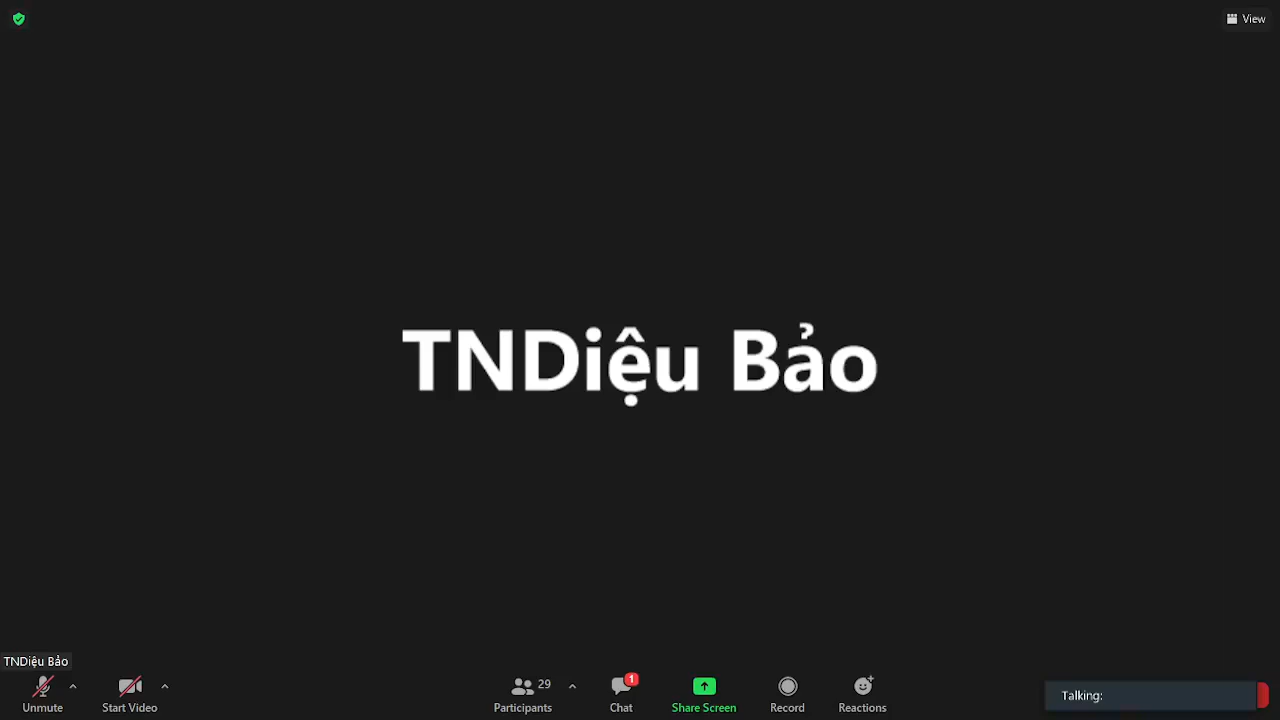 View
TNDiệu Bảo
TNDiệu Bảo
Unmute
Start Video
29
Participants
1
Chat
Share Screen
Record
Reactions
Talking: